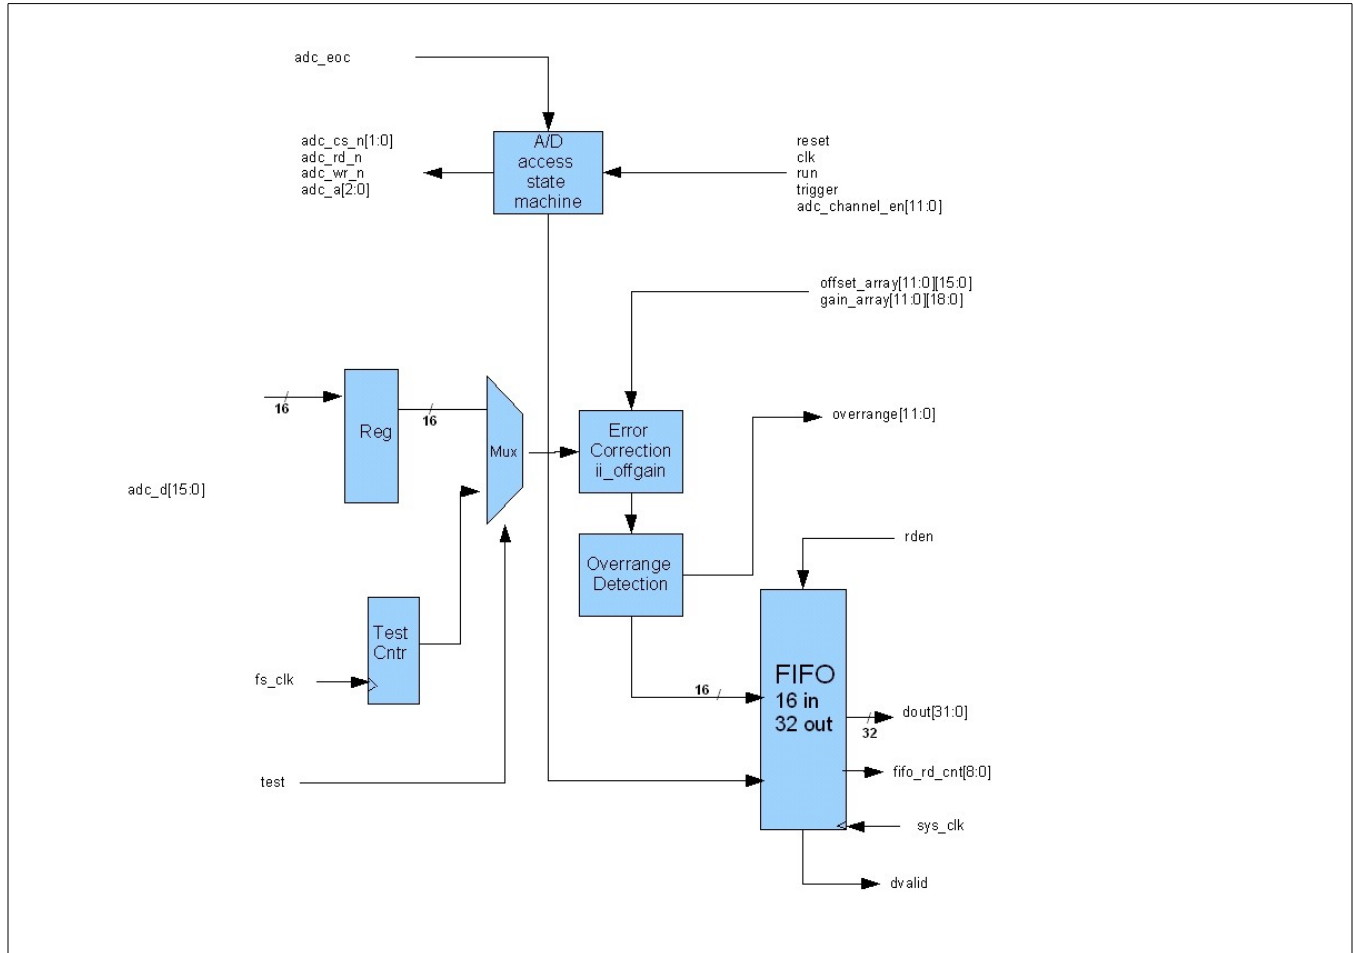 adc_eoc
adc_cs_n[1:0]
adc_rd_n
adc_wr_n
adc_a[2:0]
A/D
access
state
machine
reset
clk
run
trigger
adc_channel_en[11:0]
offset_array[11:0][15:0]
gain_array[11:0][18:0]
16
Reg
16
Mux
Error
Correction
ii_offgain
overrange[11:0]
adc_d[15:0]
Overrange
Detection
rden
Test
Cntr
fs_clk
16
FIFO
16 in
32 out
dout[31:0]
32
fifo_rd_cnt[8:0]
test
sys_clk
dvalid